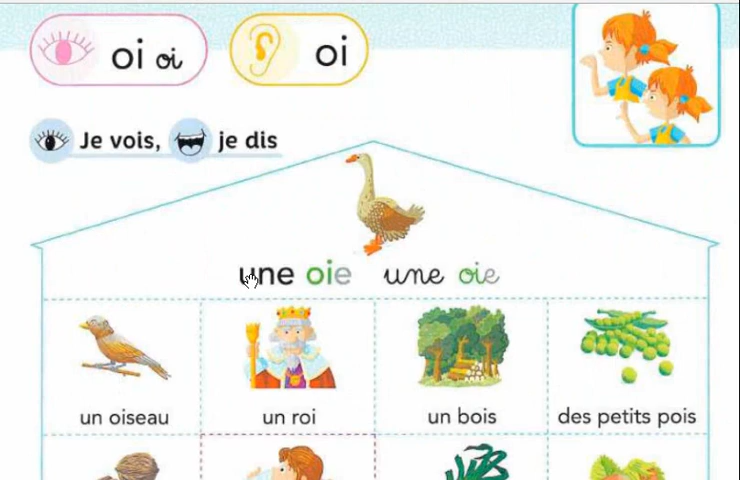 oi oi oi
Je vois, je dis
une oie une oie
un oiseau un roi un bois des petits pois